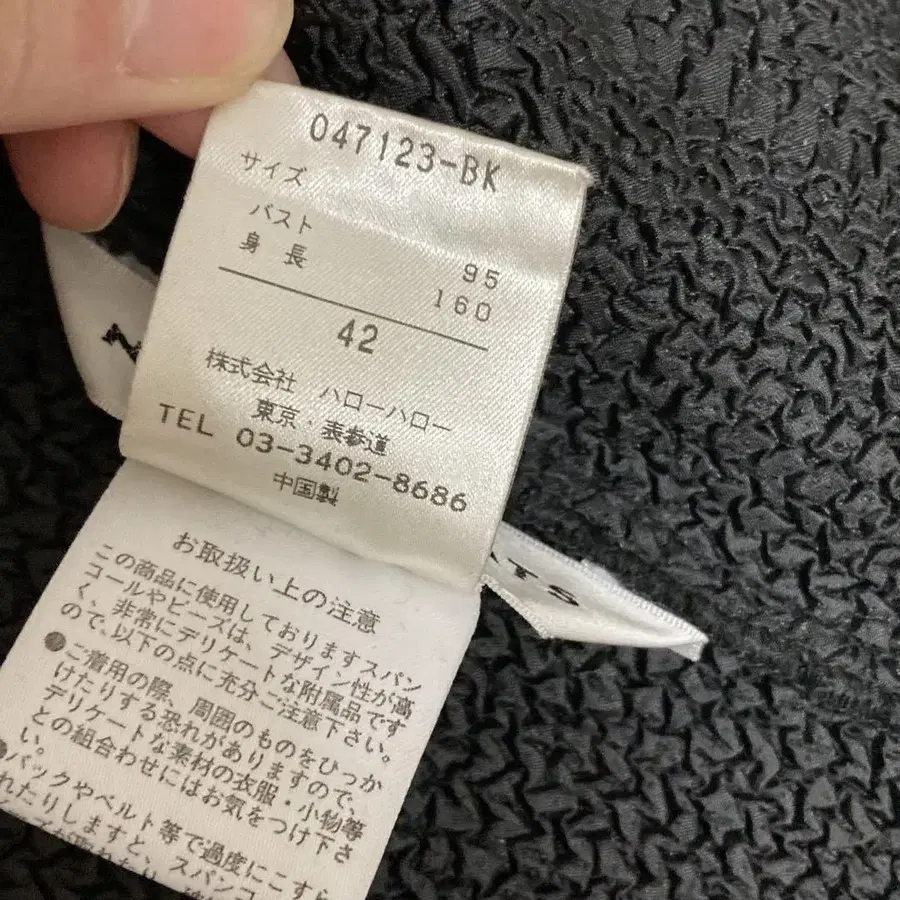 047123-BK
サイズ
バスト 95
身長 160
42
株式会社 ハローハロー
東京・表参道
TEL 03-3402-8686
中国製
お取扱い上の注意
この商品に使用しておりますスパン
コールやビーズは、デザイン性が高
く、非常にデリケートな附属品です
ので、以下の点に充分ご注意下さい。
●ご着用の際、周囲のものをひっか
けたりする恐れがありますので、
デリケートな素材の衣服・小物等
との組合わせにはお気をつけ下さ
い。
●バックやベルト等で過度にこすら
れたりしますと、スパンコ